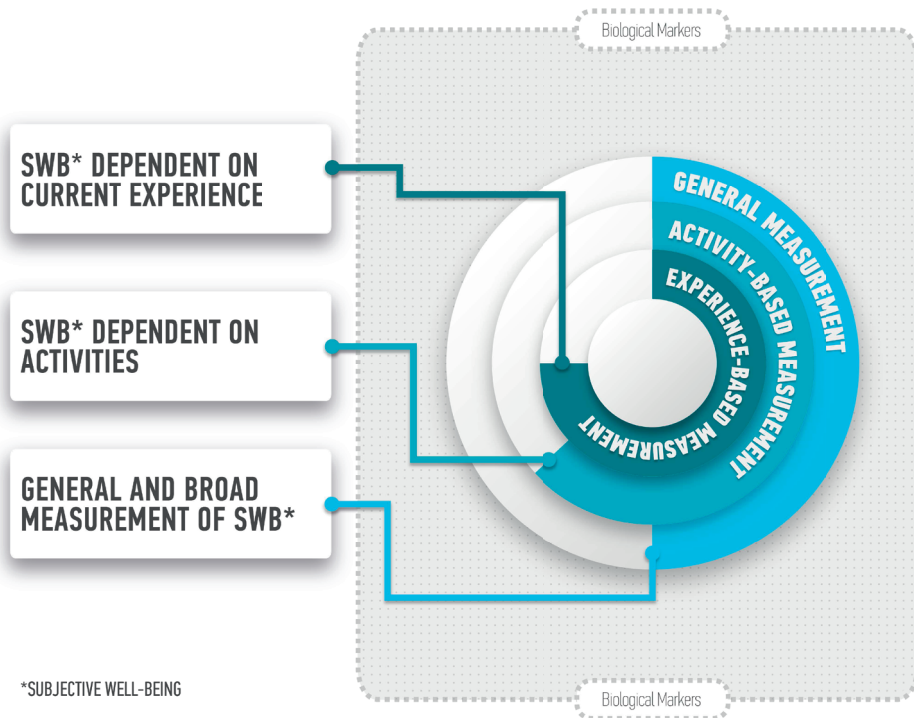 Biological Markers
SWB* DEPENDENT ON
CURRENT EXPERIENCE
SWB* DEPENDENT ON
ACTIVITIES
GENERAL AND BROAD
MEASUREMENT OF SWB*
GENERAL MEASUREMENT
ACTIVITY-BASED MEASUREMENT
EXPERIENCE-BASED MEASUREMENT
*SUBJECTIVE WELL-BEING
Biological Markers